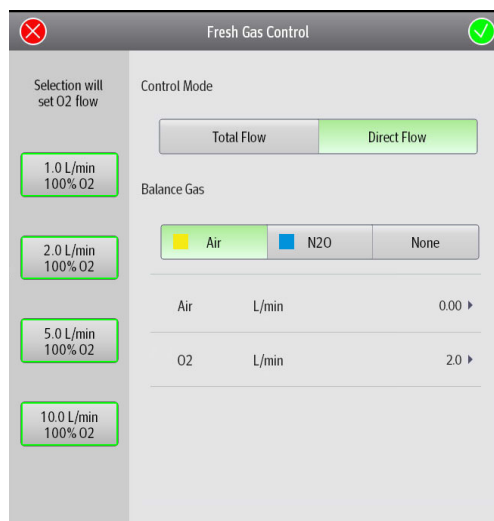 Fresh Gas Control
Selection will
set O2 flow
1.0 L/min
100% O2
2.0 L/min
100% O2
5.0 L/min
100% O2
10.0 L/min
100% O2
Control Mode
Total Flow Direct Flow
Balance Gas
Air N2O None
Air L/min 0.00
O2 L/min 2.0